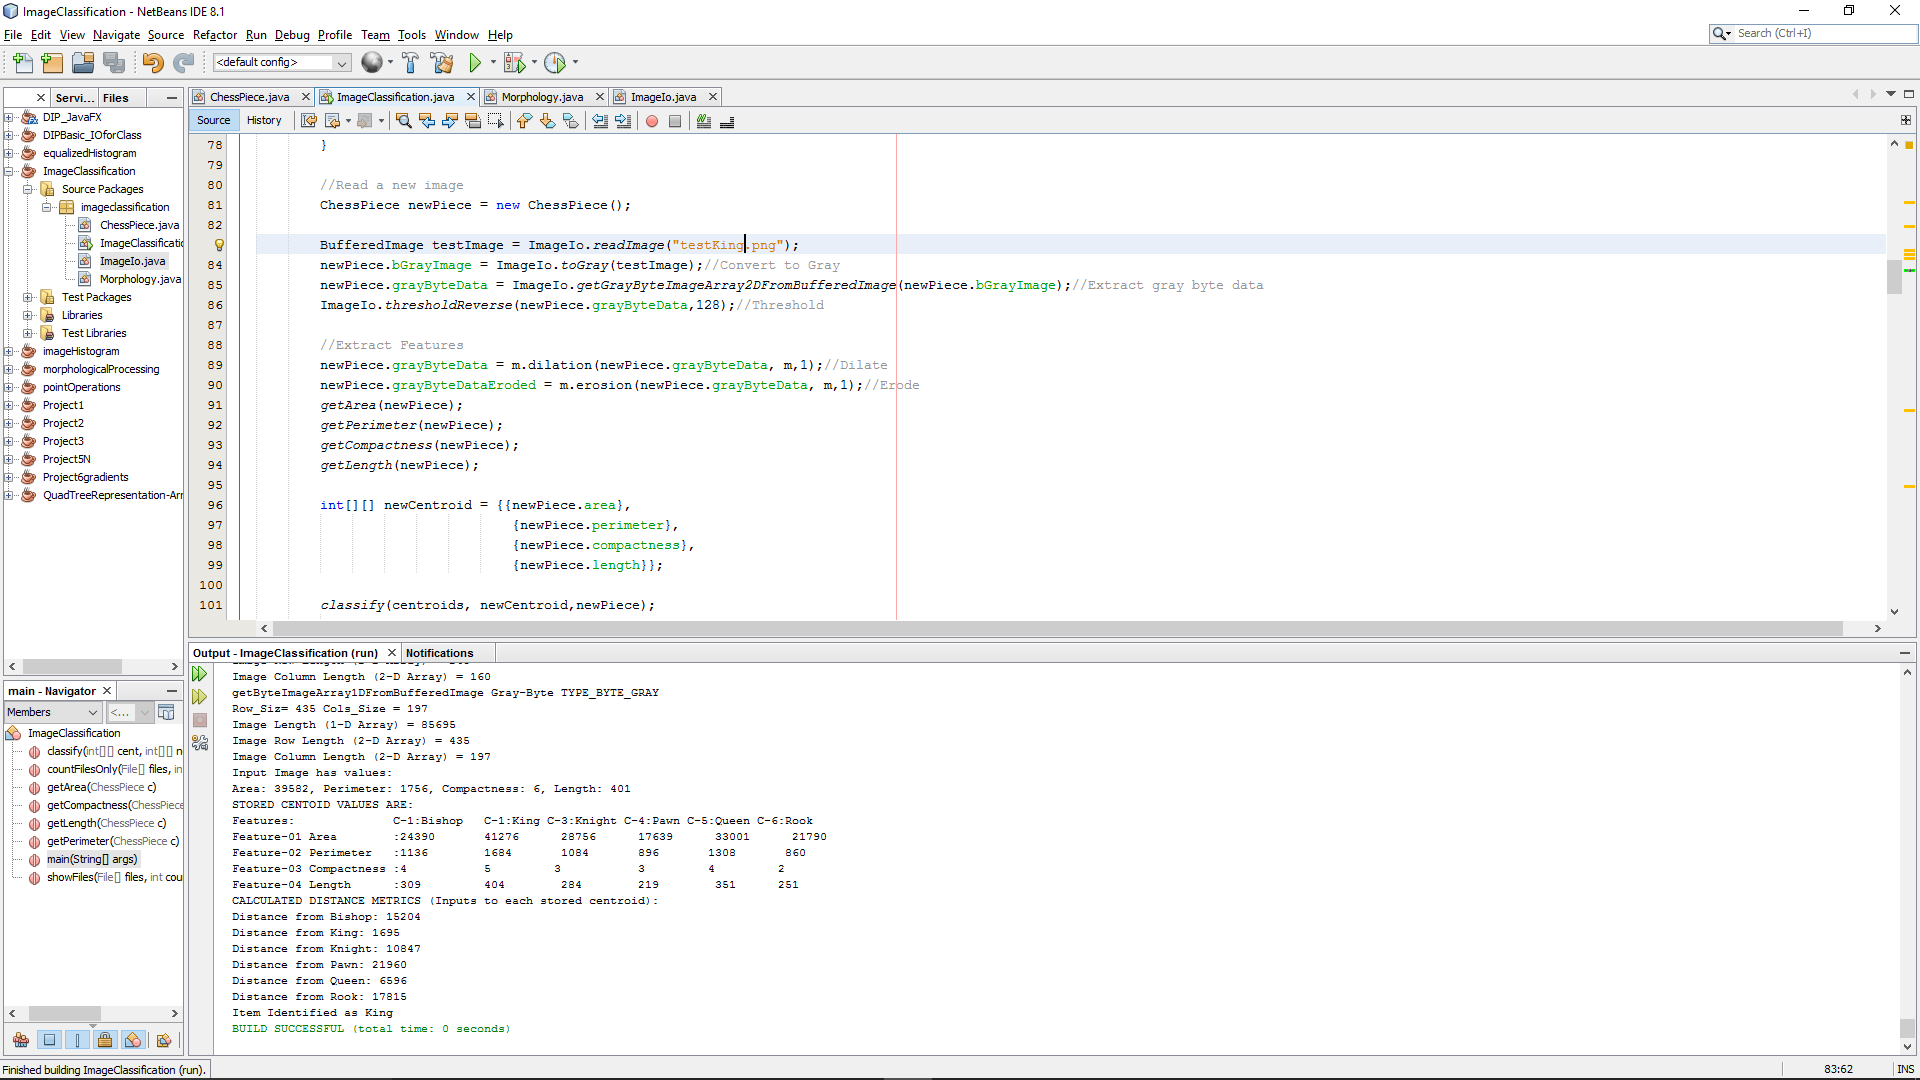 ImageClassification - NetBeans IDE 8.1
File Edit View Navigate Source Refactor Run Debug Profile Team Tools Window Help
Search (Ctrl+I)
<default config>
Servi... Files
ChessPiece.java ImageClassification.java Morphology.java ImageIo.java
Source History
DIP_JavaFX
DIPBasic_IOforClass
equalizedHistogram
ImageClassification
Source Packages
imageclassification
ChessPiece.java
ImageClassificatio
ImageIo.java
Morphology.java
Test Packages
Libraries
Test Libraries
imageHistogram
morphologicalProcessing
pointOperations
Project1
Project2
Project3
Project5N
Project6gradients
QuadTreeRepresentation-Arr
78 }
79
80 //Read a new image
81 ChessPiece newPiece = new ChessPiece();
82
BufferedImage testImage = ImageIo.readImage("testKing.png");
84 newPiece.bGrayImage = ImageIo.toGray(testImage);//Convert to Gray
85 newPiece.grayByteData = ImageIo.getGrayByteImageArray2DFromBufferedImage(newPiece.bGrayImage);//Extract gray byte data
86 ImageIo.thresholdReverse(newPiece.grayByteData,128);//Threshold
87
88 //Extract Features
89 newPiece.grayByteData = m.dilation(newPiece.grayByteData, m,1);//Dilate
90 newPiece.grayByteDataEroded = m.erosion(newPiece.grayByteData, m,1);//Erode
91 getArea(newPiece);
92 getPerimeter(newPiece);
93 getCompactness(newPiece);
94 getLength(newPiece);
95
96 int[][] newCentroid = {{newPiece.area},
97 {newPiece.perimeter},
98 {newPiece.compactness},
99 {newPiece.length}};
100
101 classify(centroids, newCentroid,newPiece);
main - Navigator
Members <...
ImageClassification
classify(int[][] cent, int[][] n
countFilesOnly(File[] files, in
getArea(ChessPiece c)
getCompactness(ChessPiece
getLength(ChessPiece c)
getPerimeter(ChessPiece c)
main(String[] args)
showFiles(File[] files, int cou
Output - ImageClassification (run) Notifications
Image Column Length (2-D Array) = 160
getByteImageArray1DFromBufferedImage Gray-Byte TYPE_BYTE_GRAY
Row_Siz= 435 Cols_Size = 197
Image Length (1-D Array) = 85695
Image Row Length (2-D Array) = 435
Image Column Length (2-D Array) = 197
Input Image has values:
Area: 39582, Perimeter: 1756, Compactness: 6, Length: 401
STORED CENTOID VALUES ARE:
Features: C-1:Bishop C-1:King C-3:Knight C-4:Pawn C-5:Queen C-6:Rook
Feature-01 Area :24390 41276 28756 17639 33001 21790
Feature-02 Perimeter :1136 1684 1084 896 1308 860
Feature-03 Compactness :4 5 3 3 4 2
Feature-04 Length :309 404 284 219 351 251
CALCULATED DISTANCE METRICS (Inputs to each stored centroid):
Distance from Bishop: 15204
Distance from King: 1695
Distance from Knight: 10847
Distance from Pawn: 21960
Distance from Queen: 6596
Distance from Rook: 17815
Item Identified as King
BUILD SUCCESSFUL (total time: 0 seconds)
Finished building ImageClassification (run).
83:62 INS